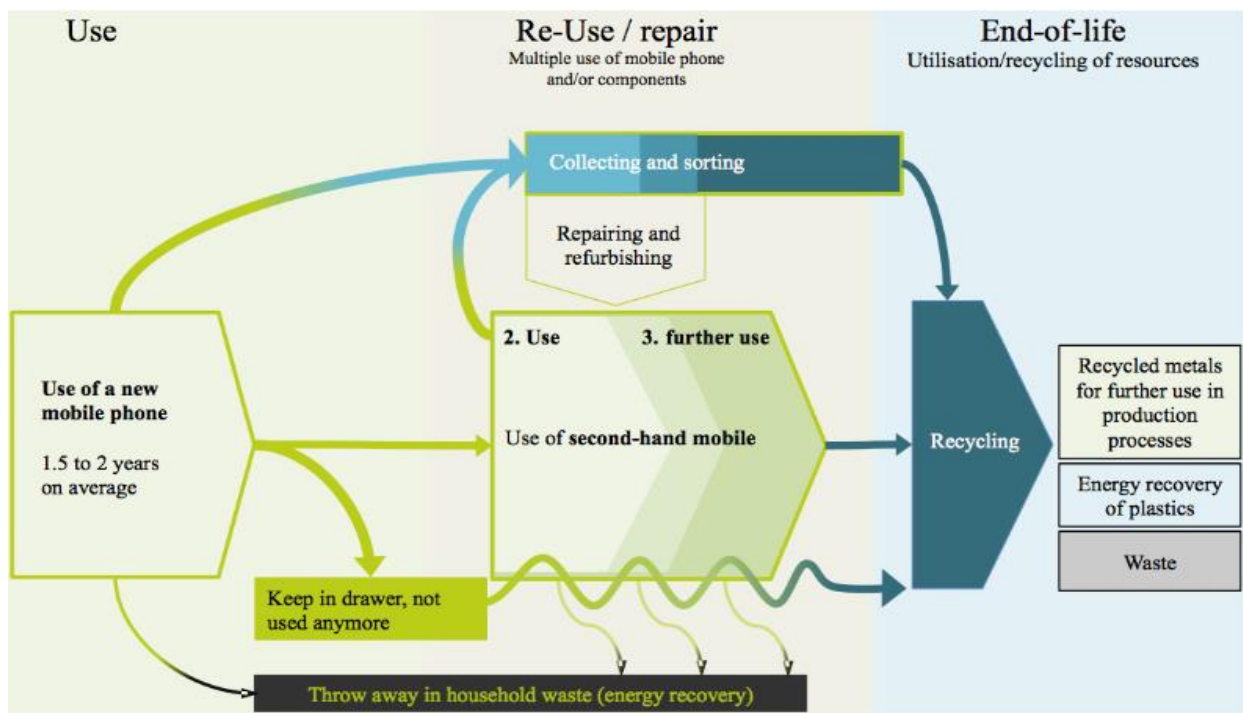 Use
Re-Use / repair
Multiple use of mobile phone
and/or components
End-of-life
Utilisation/recycling of resources
Collecting and sorting
Repairing and
refurbishing
Use of a new
mobile phone
1.5 to 2 years
on average
2. Use
3. further use
Use of second-hand mobile
Recycling
Recycled metals
for further use in
production
processes
Energy recovery
of plastics
Waste
Keep in drawer, not
used anymore
Throw away in household waste (energy recovery)